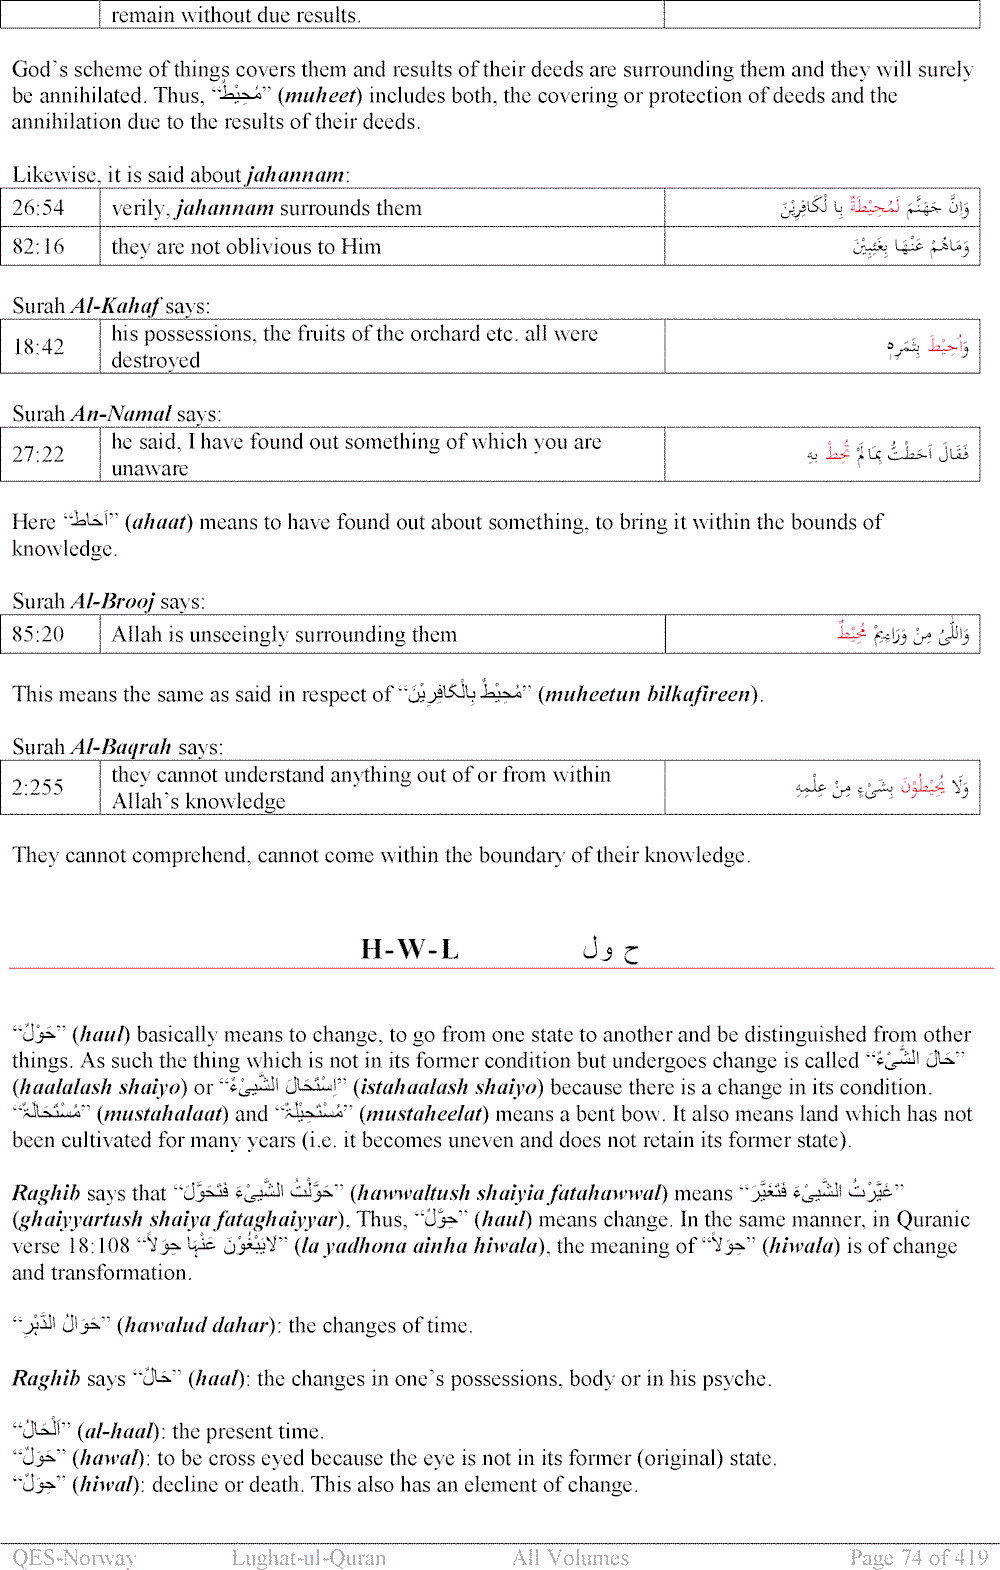 remain without due results.
God's scheme of things covers them and results of their deeds are surrounding them and they will surely
be annihilated. Thus, “مُحِيْطٌ” (muheet) includes both, the covering or protection of deeds and the
annihilation due to the results of their deeds.
Likewise, it is said about jahannam:
26:54 verily, jahannam surrounds them وَاِنَّ جَهَنَّمَ لَمُحِيْطَةٌ بِا لْكَافِرِيْنَ
82:16 they are not oblivious to Him وَمَاهُمْ عَنْهَا بِغَئِبِيْنَ
Surah Al-Kahaf says:
18:42 his possessions, the fruits of the orchard etc. all were
destroyed وَاُحِيْطَ بِثَمَرِهٖ
Surah An-Namal says:
27:22 he said, I have found out something of which you are
unaware فَقَالَ اَحَطْتُّ بِمَا لَمْ تُحِطْ بِهِ
Here “اَحَاطَ” (ahaat) means to have found out about something, to bring it within the bounds of
knowledge.
Surah Al-Brooj says:
85:20 Allah is unseeingly surrounding them وَاللّٰىُ مِنْ وَرَاءِىِمْ مُحِيْطٌ
This means the same as said in respect of “مُحِيْطٌ بِالْكَافِرِيْنَ” (muheetun bilkafireen).
Surah Al-Baqrah says:
2:255 they cannot understand anything out of or from within
Allah's knowledge وَلَا يُحِيْطُوْنَ بِشَىْءٍ مِنْ عِلْمِهِ
They cannot comprehend, cannot come within the boundary of their knowledge.
H-W-L ح و ل
“حَوْلٌ” (haul) basically means to change, to go from one state to another and be distinguished from other
things. As such the thing which is not in its former condition but undergoes change is called “حَالَ الشَّىْءُ”
(haalalash shaiyo) or “اِسْتَحَالَ الشَّيىْءُ” (istahaalash shaiyo) because there is a change in its condition.
“مُسْتَحَالَةٌ” (mustahalaat) and “مُسْتَحِيْلَۃٌ” (mustaheelat) means a bent bow. It also means land which has not
been cultivated for many years (i.e. it becomes uneven and does not retain its former state).
Raghib says that “حَوَّلْتُ الشَّيىْءَ فَتَحَوَّلَ” (hawwaltush shaiyia fatahawwal) means “غَيَّرْتُ الشَّيىْءَ فَتَغَيَّرَ”
(ghaiyyartush shaiya fataghaiyyar), Thus, “حِوَّلٌ” (haul) means change. In the same manner, in Quranic
verse 18:108 “لاَيَبْغُوْنَ عَنْہَا حِوَلاً” (la yadhona ainha hiwala), the meaning of “حِوَلاً” (hiwala) is of change
and transformation.
“حَوَالُ الدَّہْرِ” (hawalud dahar): the changes of time.
Raghib says “حَالٌ” (haal): the changes in one's possessions, body or in his psyche.
“اَلْحَالُ” (al-haal): the present time.
“حَوَلٌ” (hawal): to be cross eyed because the eye is not in its former (original) state.
“حِوَلٌ” (hiwal): decline or death. This also has an element of change.
QES-Norway Lughat-ul-Quran All Volumes Page 74 of 419